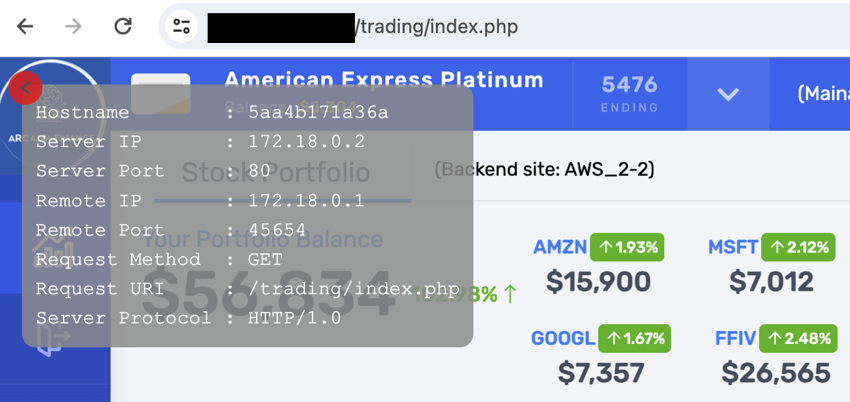 /trading/index.php
American Express Platinum
5476
ENDING
(Maina
Hostname : 5aa4b171a36a
Server IP : 172.18.0.2
Server Port : 80
Remote IP : 172.18.0.1
Remote Port : 45654
Request Method : GET
Request URI : /trading/index.php
Server Protocol : HTTP/1.0
Stock Portfolio
(Backend site: AWS_2-2)
Your Portfolio Balance
$56,834
AMZN ↑1.93%
$15,900
MSFT ↑2.12%
$7,012
GOOGL ↑1.67%
$7,357
FFIV ↑2.48%
$26,565